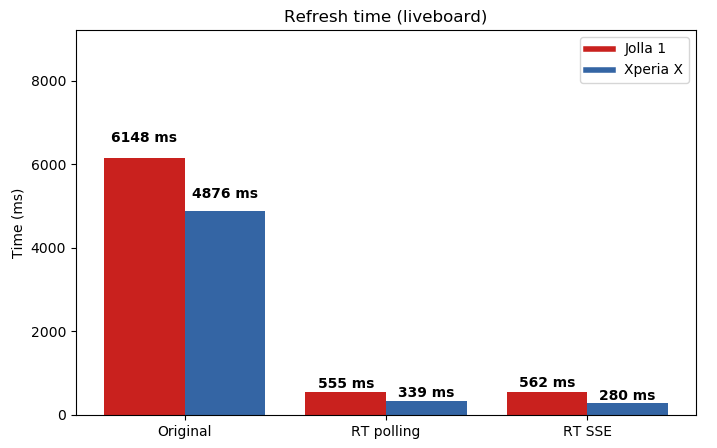 Refresh time (liveboard)
Jolla 1
Xperia X
Time (ms)
8000
6000
4000
2000
0
6148 ms
4876 ms
555 ms
339 ms
562 ms
280 ms
Original
RT polling
RT SSE